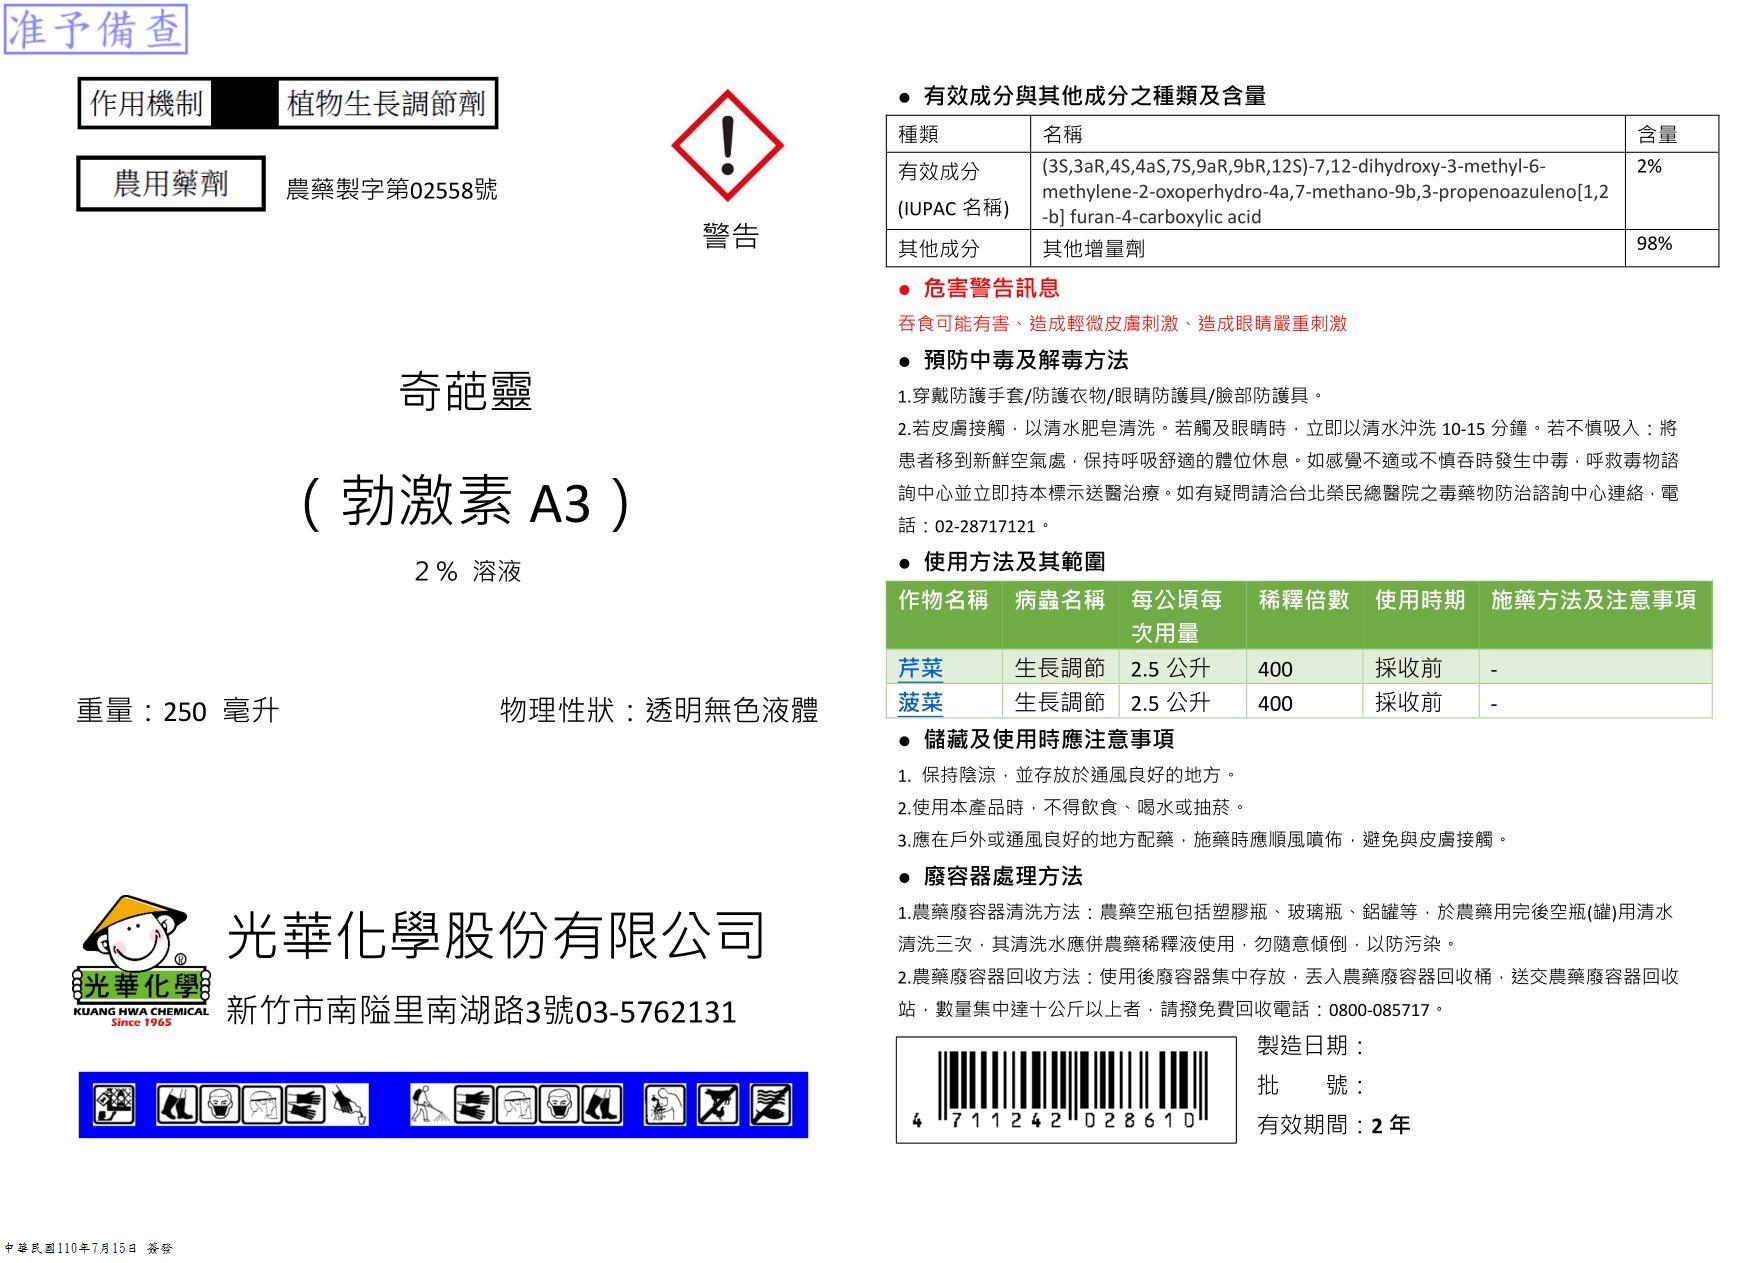 准予備查
作用機制 植物生長調節劑
農用藥劑 農藥製字第02558號
警告
奇葩靈
（勃激素 A3）
2% 溶液
重量：250 毫升 物理性狀：透明無色液體
光華化學股份有限公司
新竹市南隘里南湖路3號03-5762131
®
光華化學
KUANG HWA CHEMICAL
Since 1965
● 有效成分與其他成分之種類及含量
種類 名稱 含量
有效成分
(IUPAC 名稱)
(3S,3aR,4S,4aS,7S,9aR,9bR,12S)-7,12-dihydroxy-3-methyl-6-
methylene-2-oxoperhydro-4a,7-methano-9b,3-propenoazuleno[1,2
-b] furan-4-carboxylic acid
2%
其他成分 其他增量劑 98%
● 危害警告訊息
吞食可能有害、造成輕微皮膚刺激、造成眼睛嚴重刺激
● 預防中毒及解毒方法
1.穿戴防護手套/防護衣物/眼睛防護具/臉部防護具。
2.若皮膚接觸，以清水肥皂清洗。若觸及眼睛時，立即以清水沖洗 10-15 分鐘。若不慎吸入：將
患者移到新鮮空氣處，保持呼吸舒適的體位休息。如感覺不適或不慎吞時發生中毒，呼救毒物諮
詢中心並立即持本標示送醫治療。如有疑問請洽台北榮民總醫院之毒藥物防治諮詢中心連絡，電
話：02-28717121。
● 使用方法及其範圍
作物名稱 病蟲名稱 每公頃每次用量 稀釋倍數 使用時期 施藥方法及注意事項
芹菜 生長調節 2.5 公升 400 採收前 -
菠菜 生長調節 2.5 公升 400 採收前 -
● 儲藏及使用時應注意事項
1. 保持陰涼，並存放於通風良好的地方。
2.使用本產品時，不得飲食、喝水或抽菸。
3.應在戶外或通風良好的地方配藥，施藥時應順風噴佈，避免與皮膚接觸。
● 廢容器處理方法
1.農藥廢容器清洗方法：農藥空瓶包括塑膠瓶、玻璃瓶、鋁罐等，於農藥用完後空瓶(罐)用清水
清洗三次，其清洗水應併農藥稀釋液使用，勿隨意傾倒，以防污染。
2.農藥廢容器回收方法：使用後廢容器集中存放，丟入農藥廢容器回收桶，送交農藥廢容器回收
站，數量集中達十公斤以上者，請撥免費回收電話：0800-085717。
4 711242 028610
製造日期：
批 號：
有效期間：2 年
中華民國110年7月15日 簽發